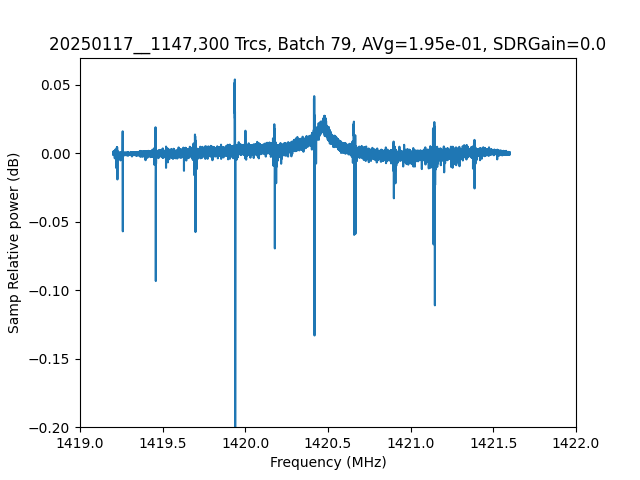 20250117__1147,300 Trcs, Batch 79, AVg=1.95e-01, SDRGain=0.0
0.05
0.00
−0.05
−0.10
−0.15
−0.20
Samp Relative power (dB)
1419.0 1419.5 1420.0 1420.5 1421.0 1421.5 1422.0
Frequency (MHz)